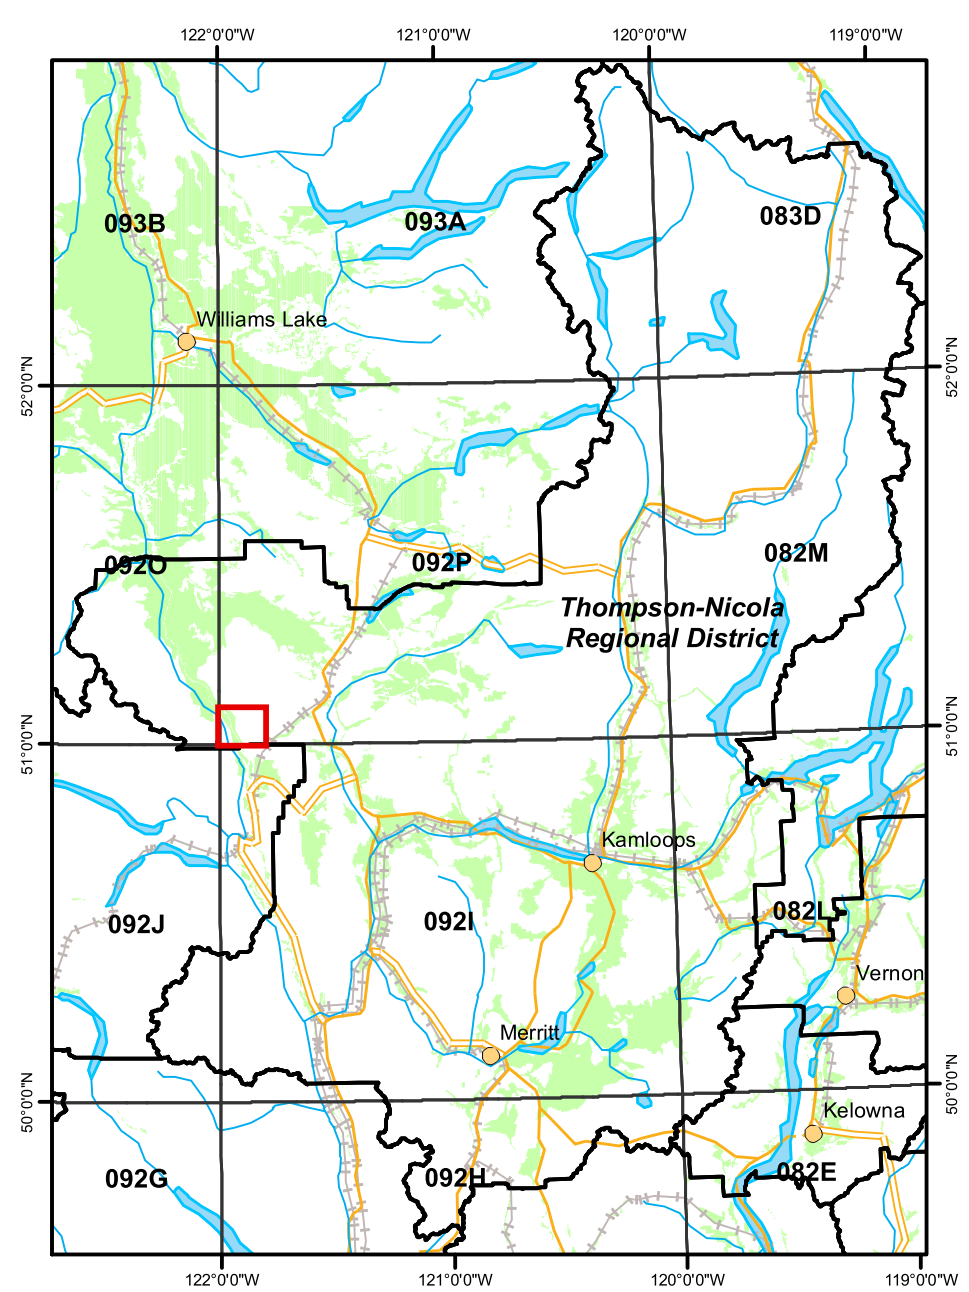 122°0'0"W 121°0'0"W 120°0'0"W 119°0'0"W
093B
093A
083D
Williams Lake
52°0'0"N
52°0'0"N
092O
092P
082M
Thompson-Nicola
Regional District
51°0'0"N
51°0'0"N
Kamloops
092J
092I
082L
Vernon
Merritt
50°0'0"N
50°0'0"N
Kelowna
092G
092H
082E
122°0'0"W 121°0'0"W 120°0'0"W 119°0'0"W